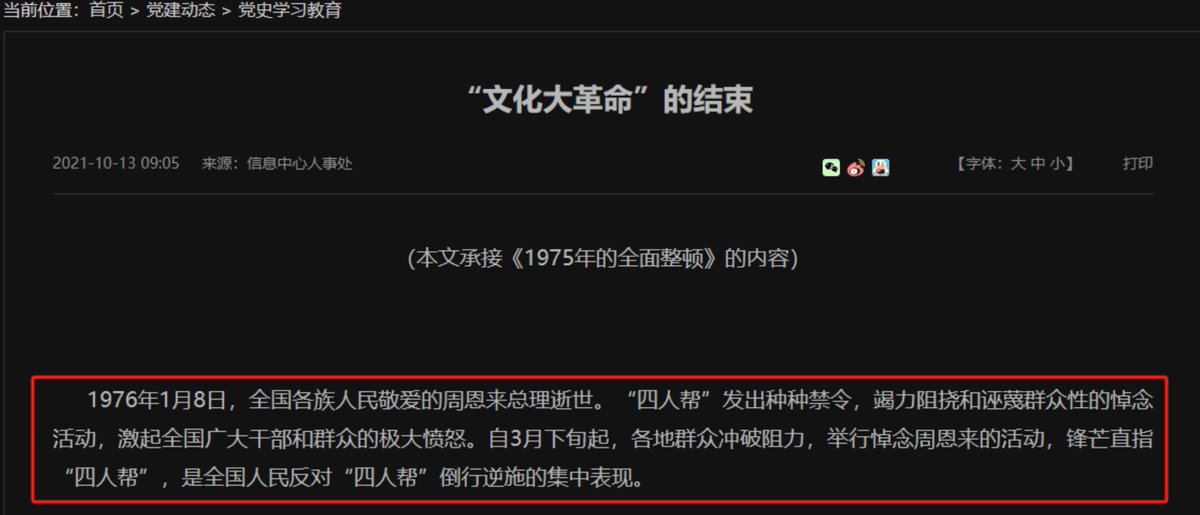 当前位置：首页 > 党建动态 > 党史学习教育
“文化大革命”的结束
2021-10-13 09:05 来源：信息中心人事处 【字体：大 中 小】 打印
(本文承接《1975年的全面整顿》的内容)
1976年1月8日，全国各族人民敬爱的周恩来总理逝世。“四人帮”发出种种禁令，竭力阻挠和诬蔑群众性的悼念
活动，激起全国广大干部和群众的极大愤怒。自3月下旬起，各地群众冲破阻力，举行悼念周恩来的活动，锋芒直指
“四人帮”，是全国人民反对“四人帮”倒行逆施的集中表现。